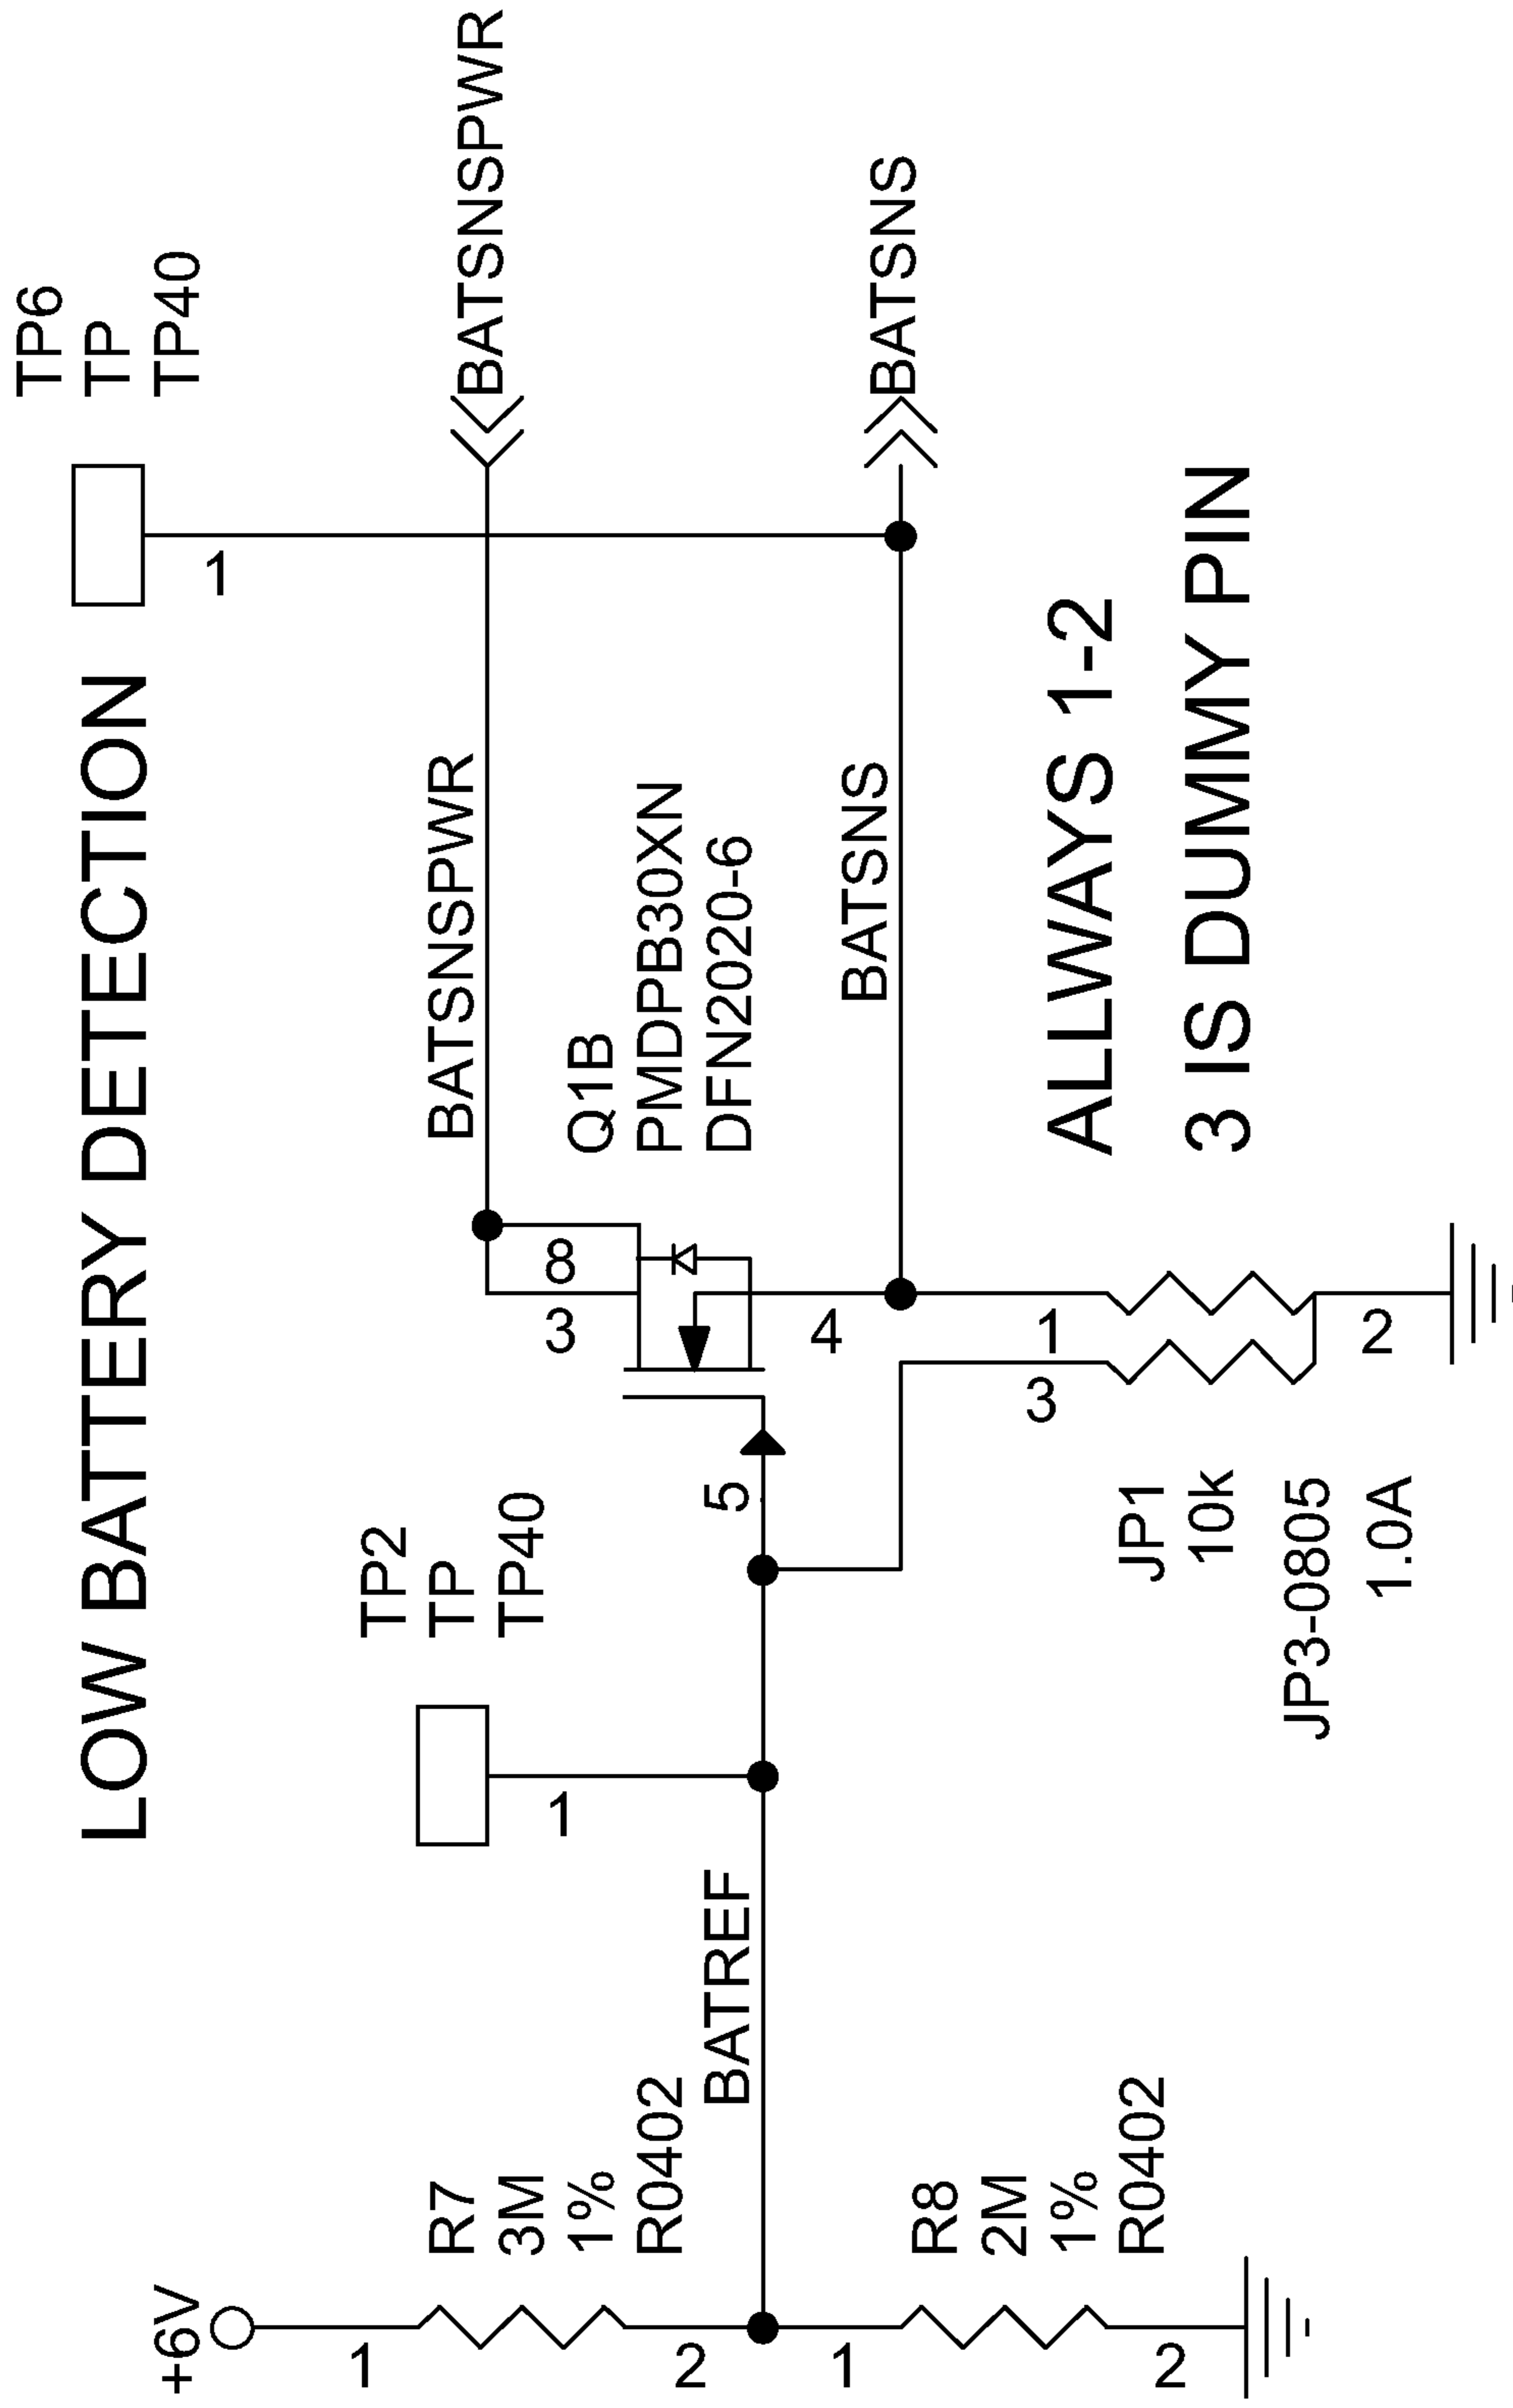 LOW BATTERY DETECTION
TP6
TP
TP40
1
+6V
1
R7
3M
1%
R0402
2
BATREF
1
R8
2M
1%
R0402
2
TP2
TP
TP40
1
5
BATSNSPWR
BATSNSPWR
8
3
Q1B
PMDPB30XN
DFN2020-6
4
BATSNS
BATSNS
1
3
2
JP1
10k
JP3-0805
1.0A
ALLWAYS 1-2
3 IS DUMMY PIN